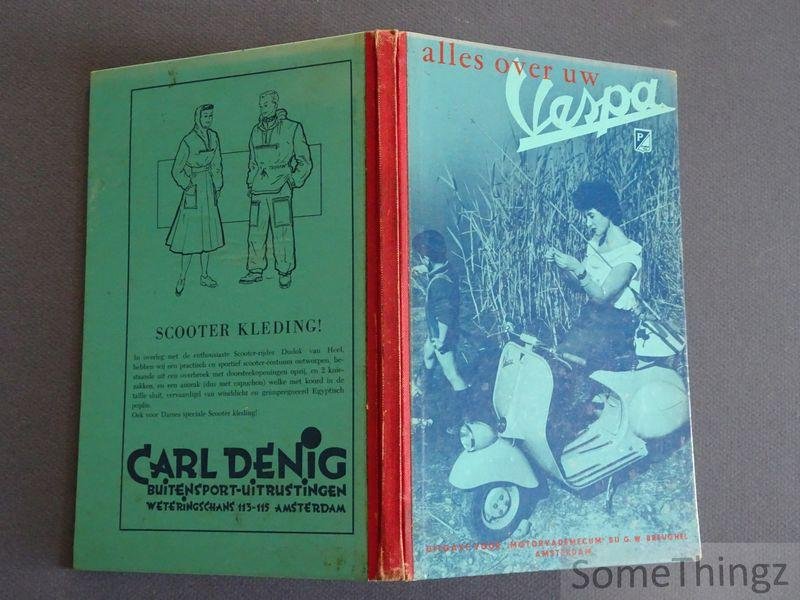 alles over uw
Vespa
P
UITGAVE VOOR "MOTORVADEMECUM" BIJ G. W. BREUGHEL
AMSTERDAM
SCOOTER KLEDING!
In overleg met de enthousiaste Scooter-rijder Dudok van Heel,
hebben wij een practisch en sportief scooter-costuum ontworpen, be-
staande uit een overbroek met doorsteekopeningen opzij, en 2 knie-
zakken, en een anorak (dus met capuchon) welke met koord in de
taille sluit, vervaardigd van winddicht en geimpregneerd Egyptisch
poplin.
Ook voor Dames speciale Scooter kleding!
CARL DENIG
BUITENSPORT-UITRUSTINGEN
WETERINGSCHANS 113-115 AMSTERDAM
SomeThingz